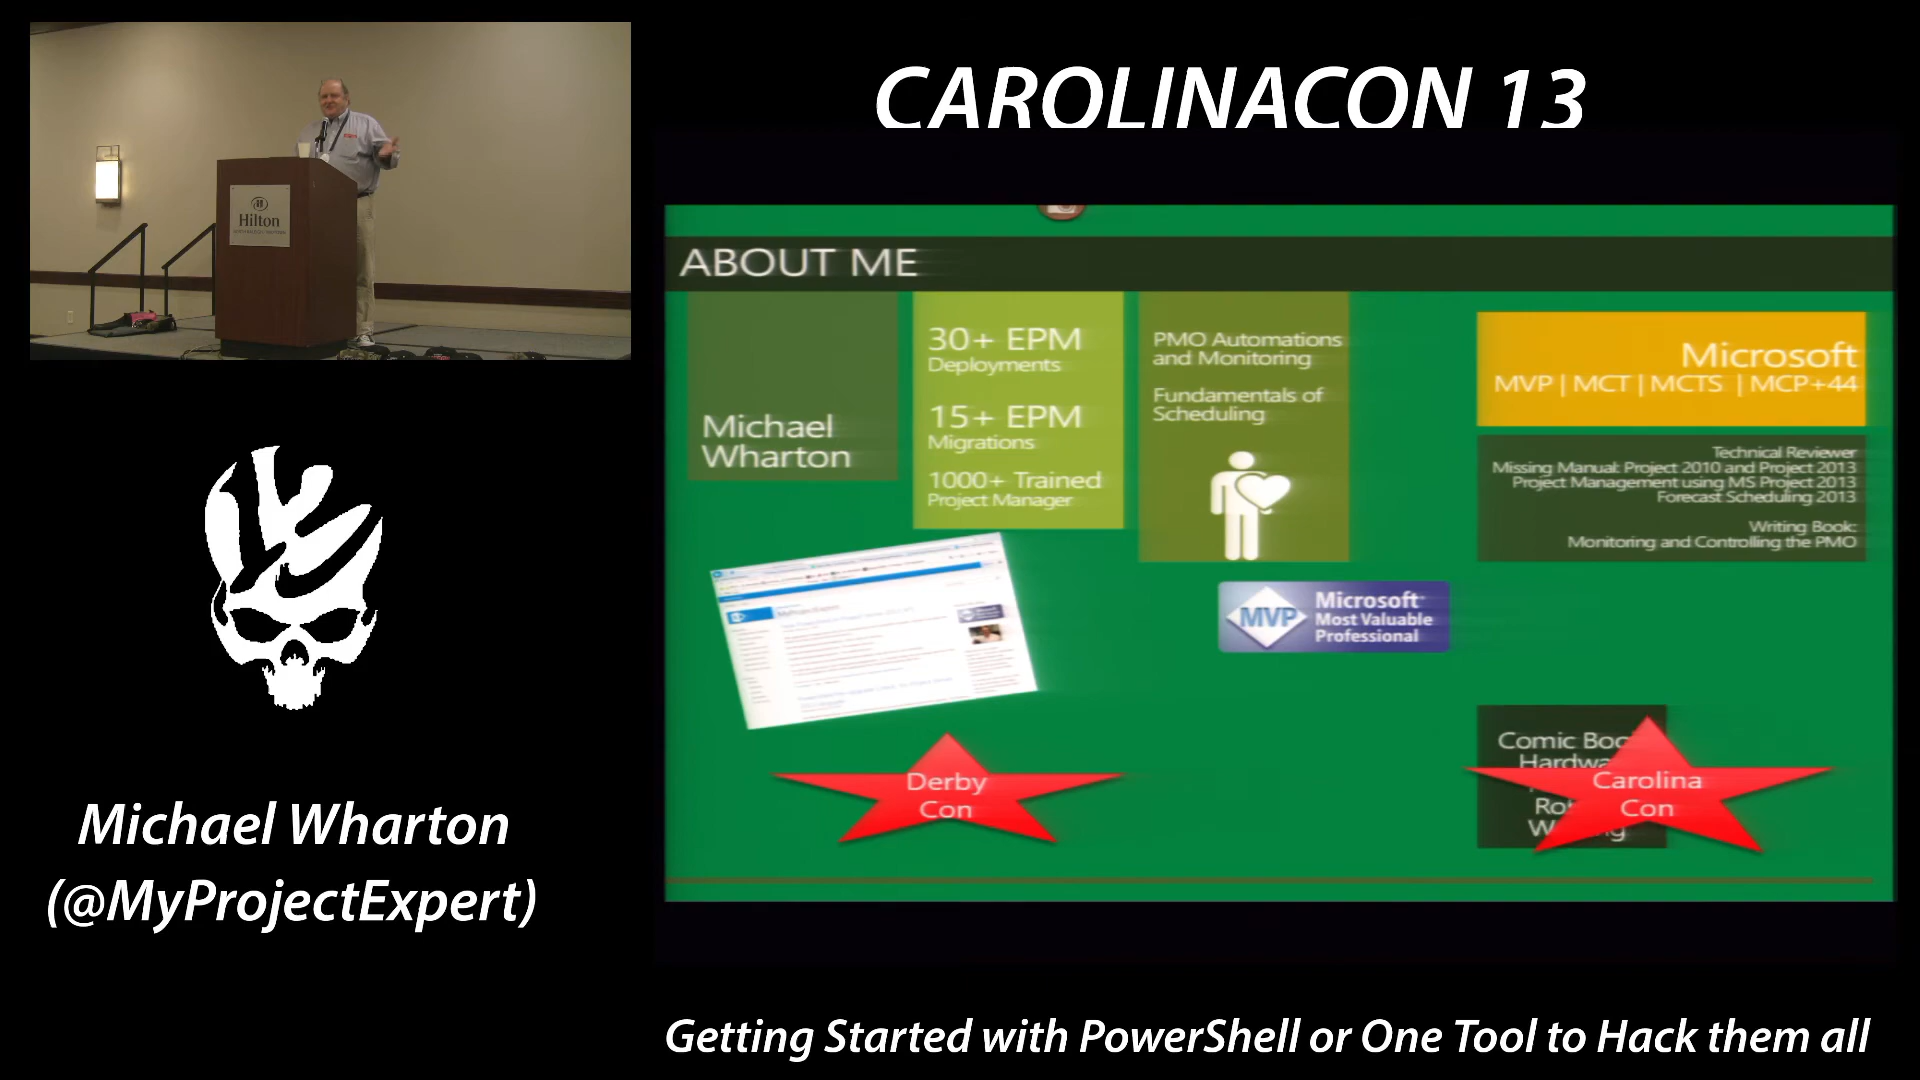 CAROLINACON 13
Hilton
ABOUT ME
Michael
Wharton
30+ EPM
Deployments
15+ EPM
Migrations
1000+ Trained
Project Manager
PMO Automations
and Monitoring
Fundamentals of
Scheduling
Microsoft
MVP | MCT | MCTS | MCP+44
Technical Reviewer
Missing Manual: Project 2010 and Project 2013
Project Management using MS Project 2013
Forecast Scheduling 2013
Writing Book:
Monitoring and Controlling the PMO
MVP
Microsoft
Most Valuable
Professional
Derby
Con
Comic
Carolina
Con
Michael Wharton
(@MyProjectExpert)
Getting Started with PowerShell or One Tool to Hack them all